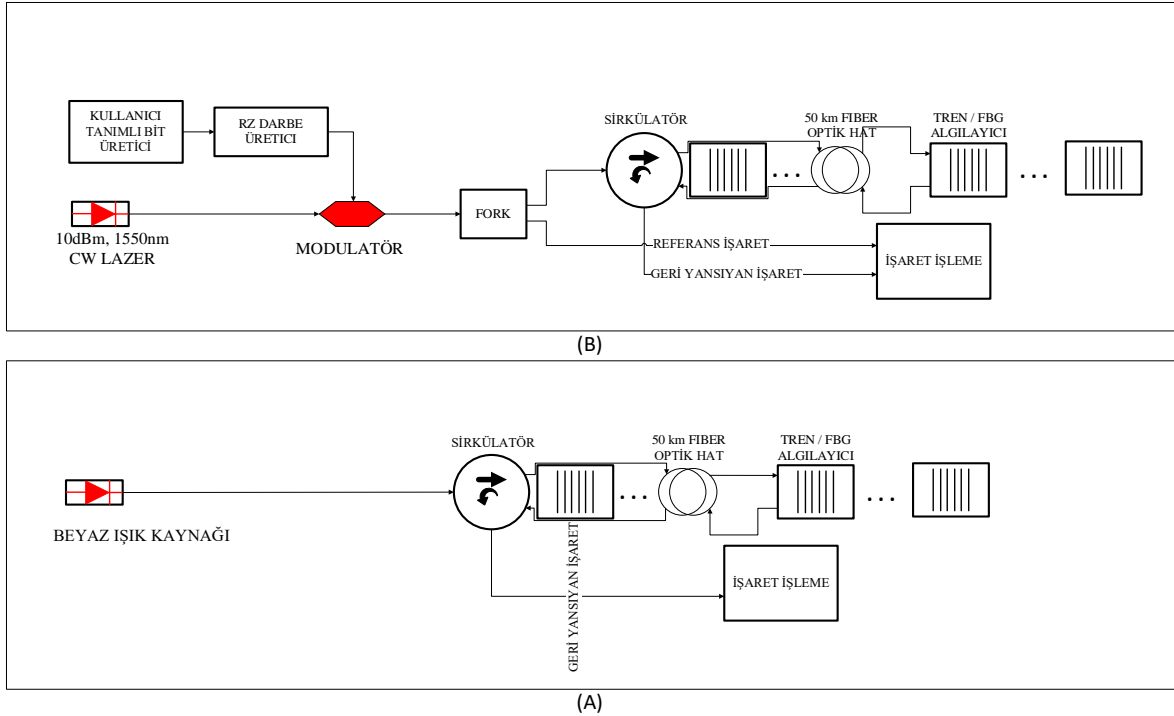 KULLANICI
TANIMLI BİT
ÜRETİCİ
RZ DARBE
ÜRETICI
10dBm, 1550nm
CW LAZER
MODULATÖR
FORK
SİRKÜLATÖR
50 km FIBER
OPTİK HAT
TREN / FBG
ALGILAYICI
...
...
REFERANS İŞARET
GERİ YANSIYAN İŞARET
İŞARET İŞLEME
(B)
BEYAZ IŞIK KAYNAĞI
SİRKÜLATÖR
50 km FIBER
OPTİK HAT
TREN / FBG
ALGILAYICI
...
...
GERİ YANSIYAN İŞARET
İŞARET İŞLEME
(A)